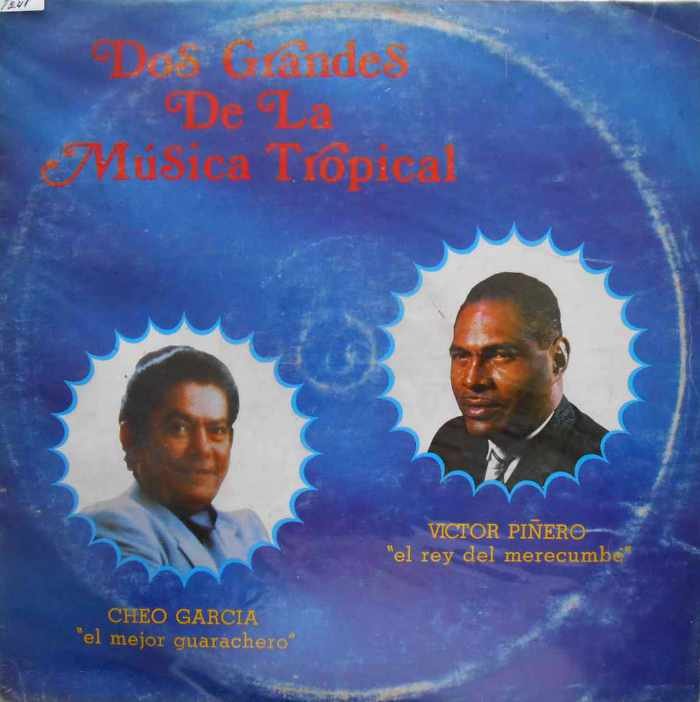 Dos Grandes
De La
Música Tropical
VICTOR PIÑERO
"el rey del merecumbe"
CHEO GARCIA
"el mejor guarachero"